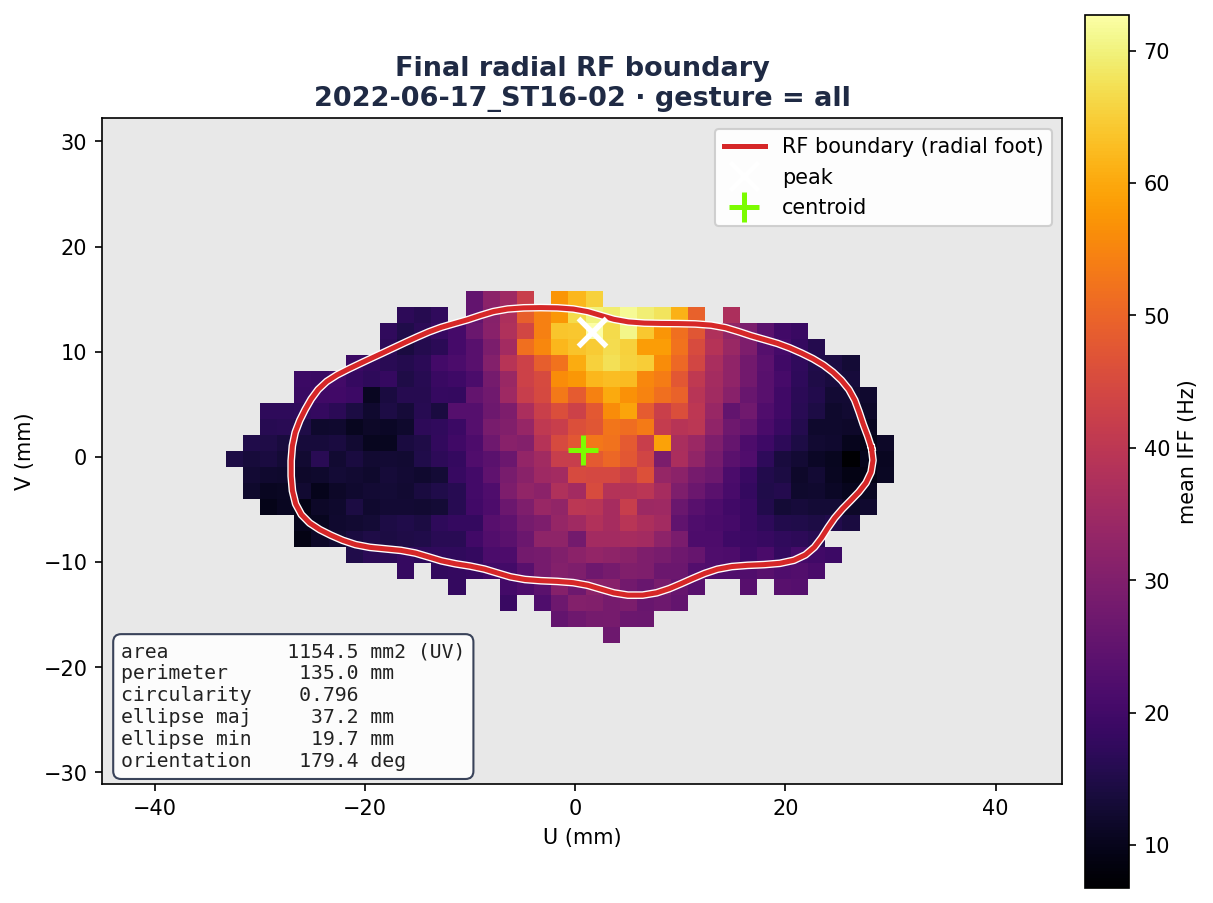 Final radial RF boundary
2022-06-17_ST16-02 · gesture = all
RF boundary (radial foot)
peak
centroid
30
20
10
0
−10
−20
−30
V (mm)
area 1154.5 mm2 (UV)
perimeter 135.0 mm
circularity 0.796
ellipse maj 37.2 mm
ellipse min 19.7 mm
orientation 179.4 deg
−40 −20 0 20 40
U (mm)
70
60
50
40
30
20
10
mean IFF (Hz)